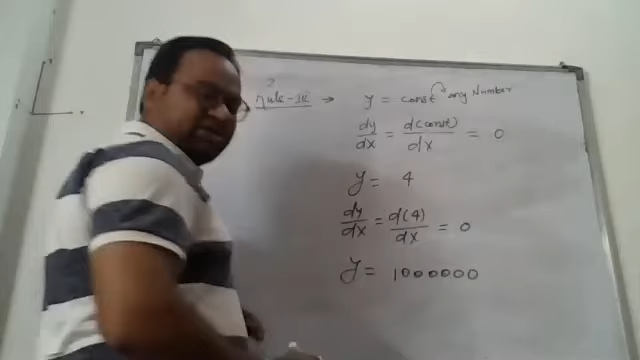 rule-III → y = const → any Number
dy/dx = d(const)/dx = 0
y = 4
dy/dx = d(4)/dx = 0
y = 1000000